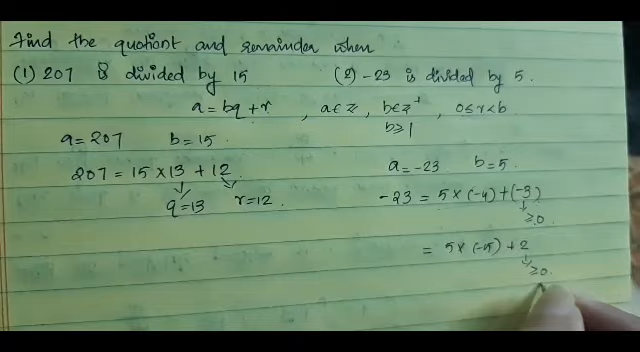 Find the quotient and remainder when
(1) 207 is divided by 15 (2) -23 is divided by 5.
a = bq + r , a ∈ Z, b ∈ Z⁺, 0 ≤ r < b
b ≥ 1
a = 207 b = 15.
207 = 15 × 13 + 12
q = 13 r = 12.
a = -23 b = 5.
-23 = 5 × (-4) + (-3)
≥ 0.
= 5 × (-5) + 2
≥ 0.